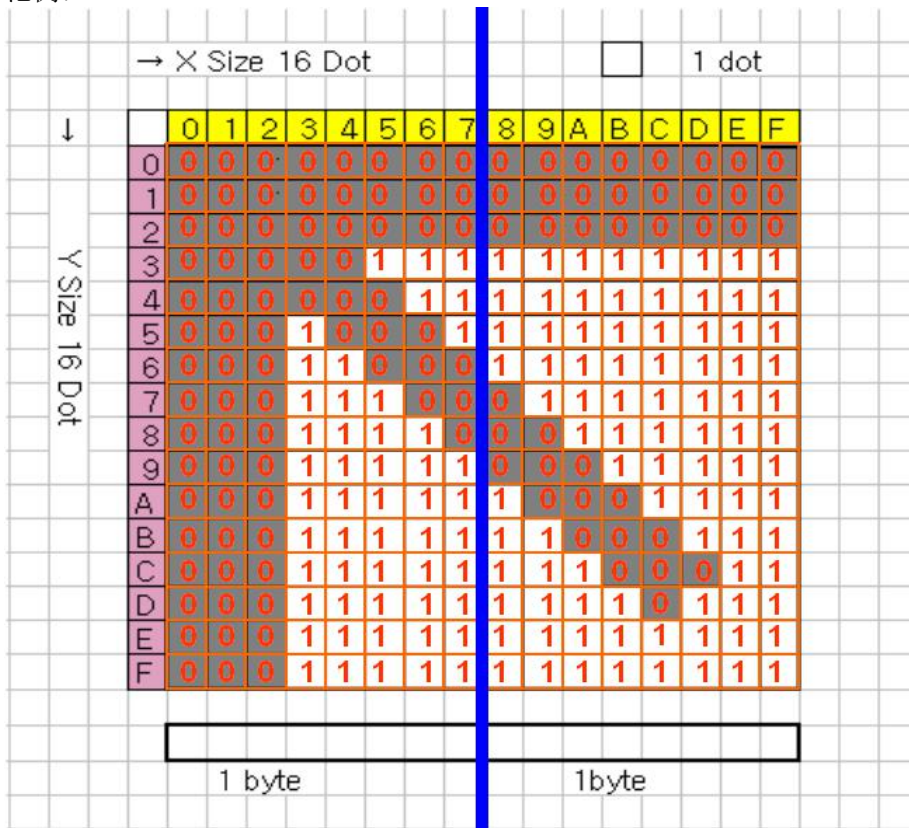 → X Size 16 Dot 1 dot
↓ 0 1 2 3 4 5 6 7 8 9 A B C D E F
0 0 0 0 0 0 0 0 0 0 0 0 0 0 0 0 0
1 0 0 0 0 0 0 0 0 0 0 0 0 0 0 0 0
2 0 0 0 0 0 0 0 0 0 0 0 0 0 0 0 0
3 0 0 0 0 0 1 1 1 1 1 1 1 1 1 1 1
4 0 0 0 0 0 0 1 1 1 1 1 1 1 1 1 1
5 0 0 0 1 0 0 0 1 1 1 1 1 1 1 1 1
6 0 0 0 1 1 0 0 0 1 1 1 1 1 1 1 1
7 0 0 0 1 1 1 0 0 0 1 1 1 1 1 1 1
8 0 0 0 1 1 1 1 0 0 0 1 1 1 1 1 1
9 0 0 0 1 1 1 1 1 0 0 0 1 1 1 1 1
A 0 0 0 1 1 1 1 1 1 0 0 0 1 1 1 1
B 0 0 0 1 1 1 1 1 1 1 0 0 0 1 1 1
C 0 0 0 1 1 1 1 1 1 1 1 0 0 0 1 1
D 0 0 0 1 1 1 1 1 1 1 1 1 0 1 1 1
E 0 0 0 1 1 1 1 1 1 1 1 1 1 1 1 1
F 0 0 0 1 1 1 1 1 1 1 1 1 1 1 1 1
Y Size 16 Dot
1 byte 1byte